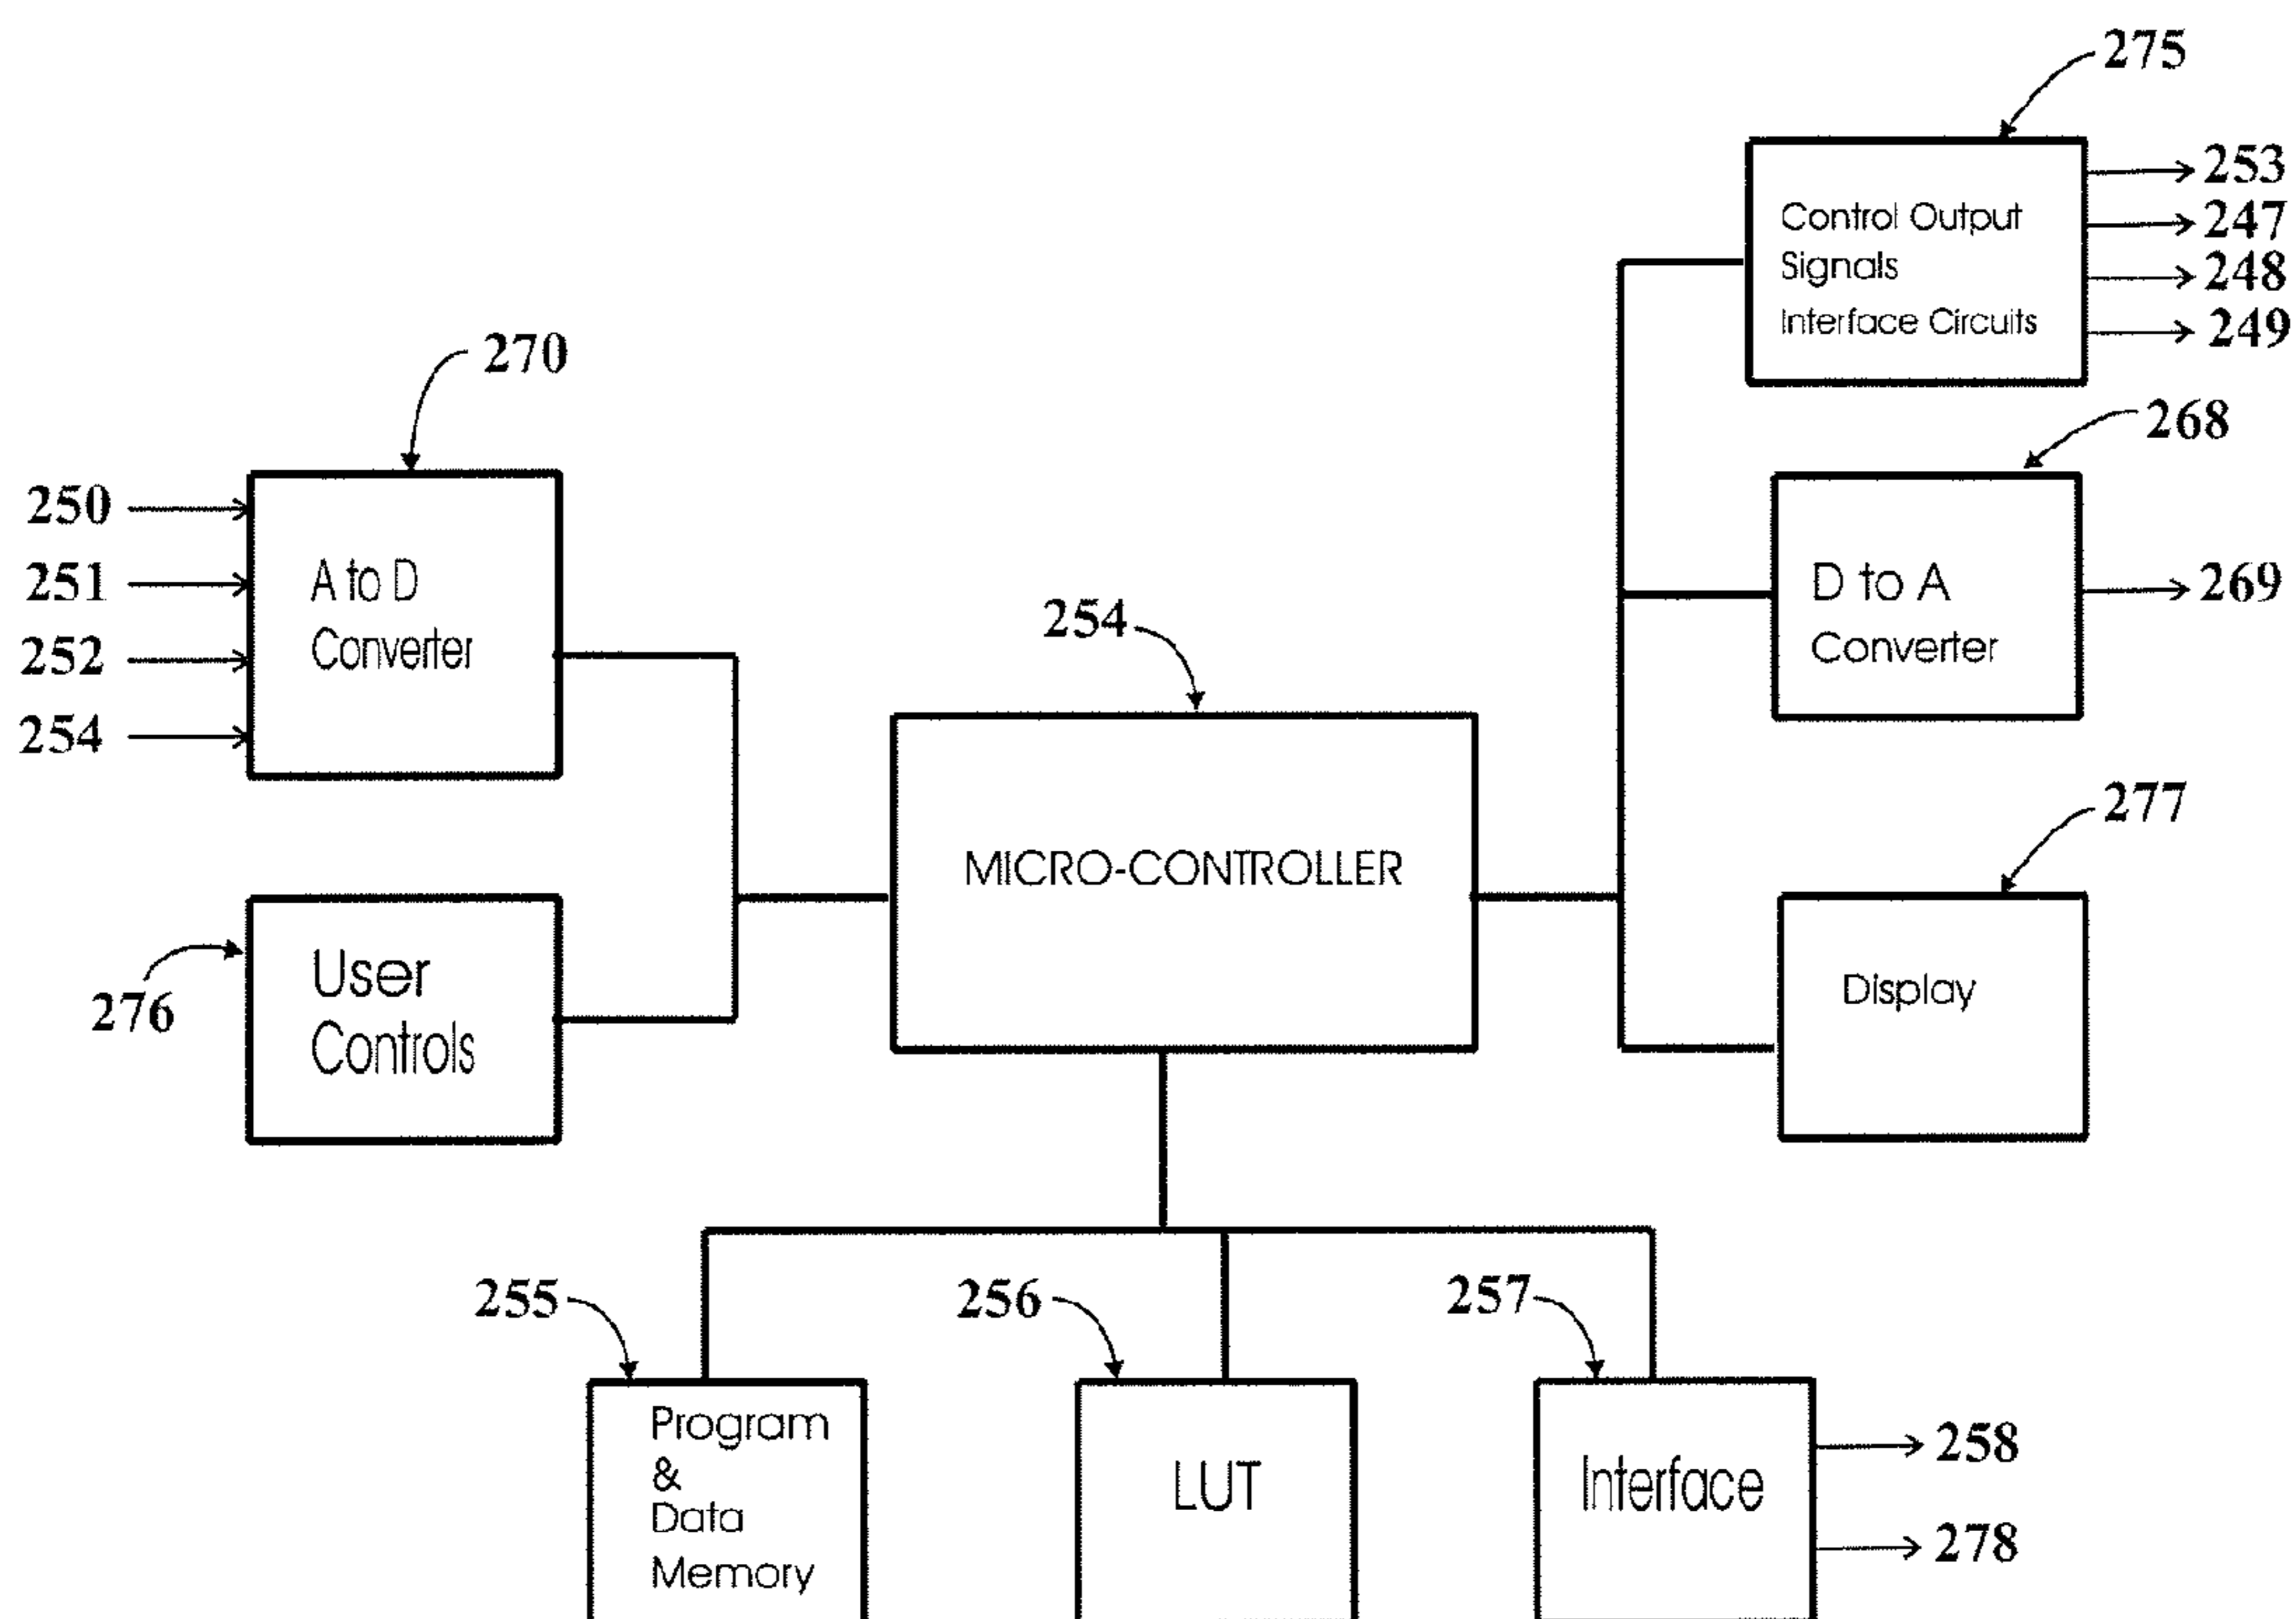 275
253
Control Output
247
Signals
248
Interface Circuits
249
270
268
250
A to D
251
Converter
252
254
D to A
269
Converter
254
MICRO-CONTROLLER
277
User
Controls
276
Display
255
256
257
Program
&
Data
Memory
LUT
Interface
258
278